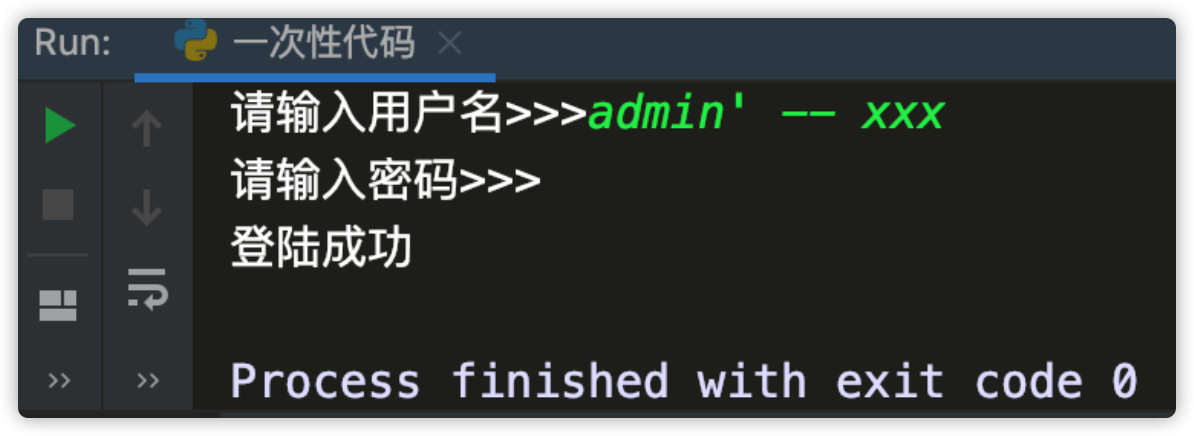 Run: 一次性代码
请输入用户名>>>admin' -- xxx
请输入密码>>>
登陆成功
Process finished with exit code 0